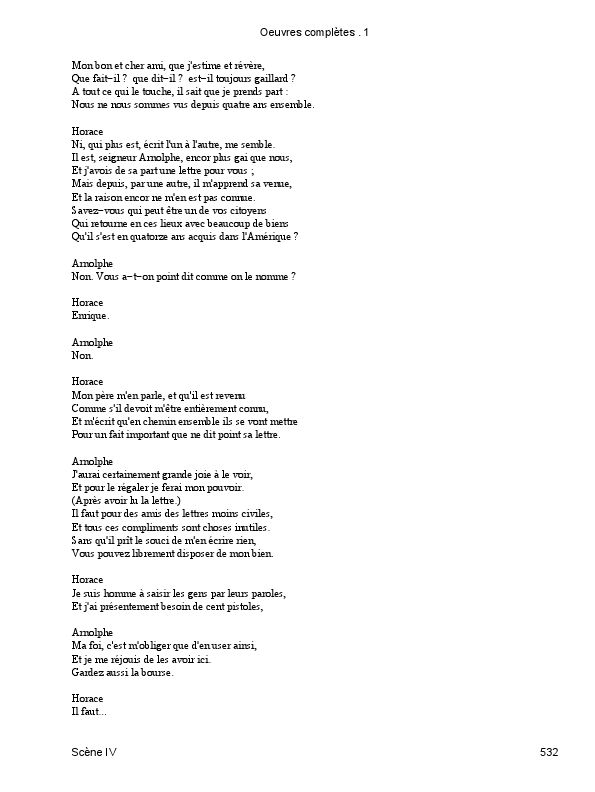 Oeuvres complètes . 1
Mon bon et cher ami, que j'estime et révère,
Que fait-il ? que dit-il ? est-il toujours gaillard ?
A tout ce qui le touche, il sait que je prends part :
Nous ne nous sommes vus depuis quatre ans ensemble.
Horace
Ni, qui plus est, écrit l'un à l'autre, me semble.
Il est, seigneur Arnolphe, encor plus gai que nous,
Et j'avois de sa part une lettre pour vous ;
Mais depuis, par une autre, il m'apprend sa venue,
Et la raison encor ne m'en est pas connue.
Savez-vous qui peut être un de vos citoyens
Qui retourne en ces lieux avec beaucoup de biens
Qu'il s'est en quatorze ans acquis dans l'Amérique ?
Arnolphe
Non. Vous a-t-on point dit comme on le nomme ?
Horace
Enrique.
Arnolphe
Non.
Horace
Mon père m'en parle, et qu'il est revenu
Comme s'il devoit m'être entièrement connu,
Et m'écrit qu'en chemin ensemble ils se vont mettre
Pour un fait important que ne dit point sa lettre.
Arnolphe
J'aurai certainement grande joie à le voir,
Et pour le régaler je ferai mon pouvoir.
(Après avoir lu la lettre.)
Il faut pour des amis des lettres moins civiles,
Et tous ces compliments sont choses inutiles.
Sans qu'il prît le souci de m'en écrire rien,
Vous pouvez librement disposer de mon bien.
Horace
Je suis homme à saisir les gens par leurs paroles,
Et j'ai présentement besoin de cent pistoles,
Arnolphe
Ma foi, c'est m'obliger que d'en user ainsi,
Et je me réjouis de les avoir ici.
Gardez aussi la bourse.
Horace
Il faut...
Scène IV
532